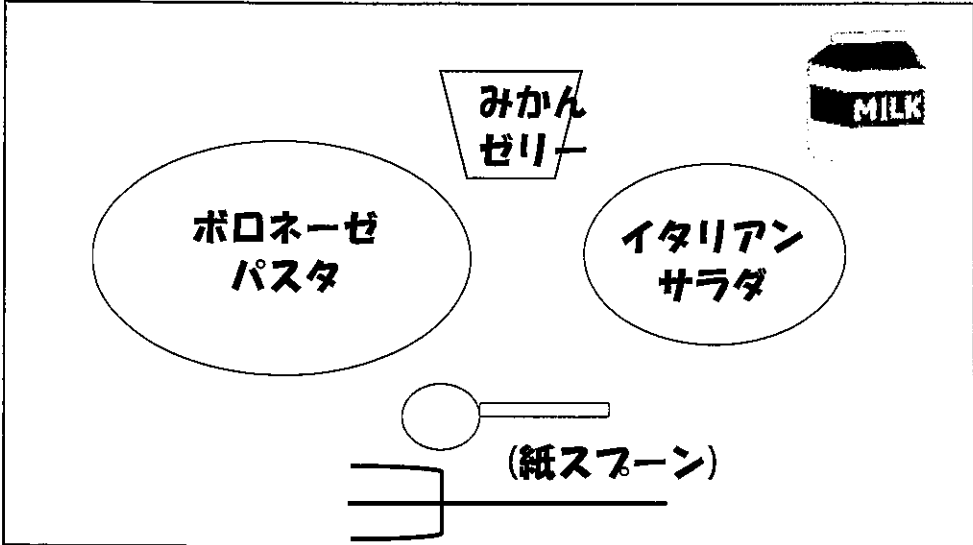 みかん
ゼリー
MILK
ボロネーゼ
パスタ
イタリアン
サラダ
(紙スプーン)